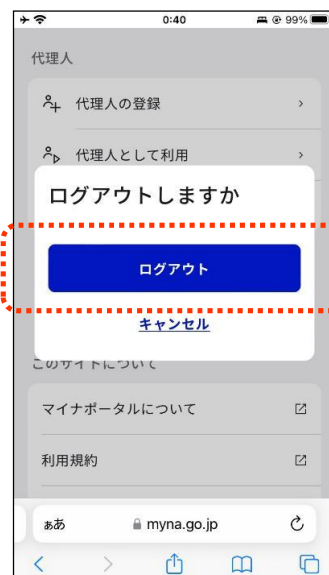 0:40
99%
代理人
代理人の登録
代理人として利用
ログアウトしますか
ログアウト
キャンセル
このサイトについて
マイナポータルについて
利用規約
ぁあ
myna.go.jp